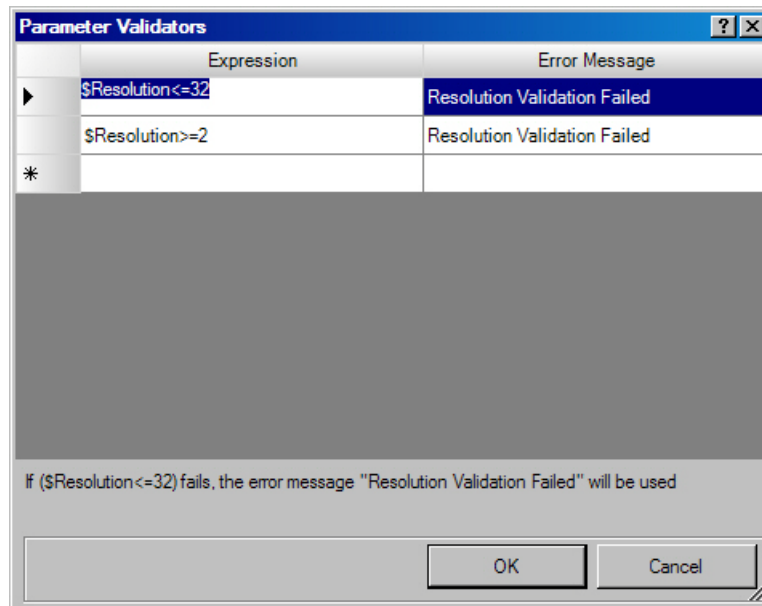 Parameter Validators
Expression Error Message
$Resolution<=32 Resolution Validation Failed
$Resolution>=2 Resolution Validation Failed
If ($Resolution<=32) fails, the error message "Resolution Validation Failed" will be used
OK Cancel